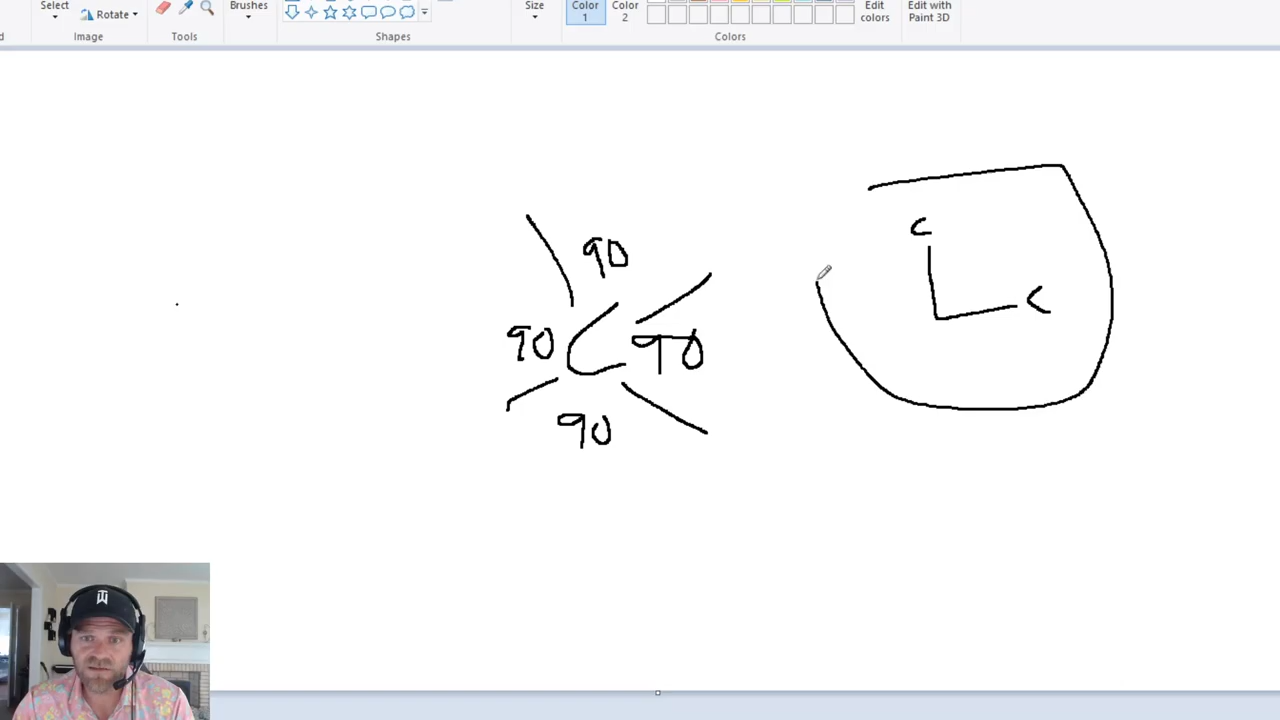 Select
Rotate
Brushes
Size
Color
1
Color
2
Edit
colors
Edit with
Paint 3D
Image
Tools
Shapes
Colors
90
90 C 90
90
C
C